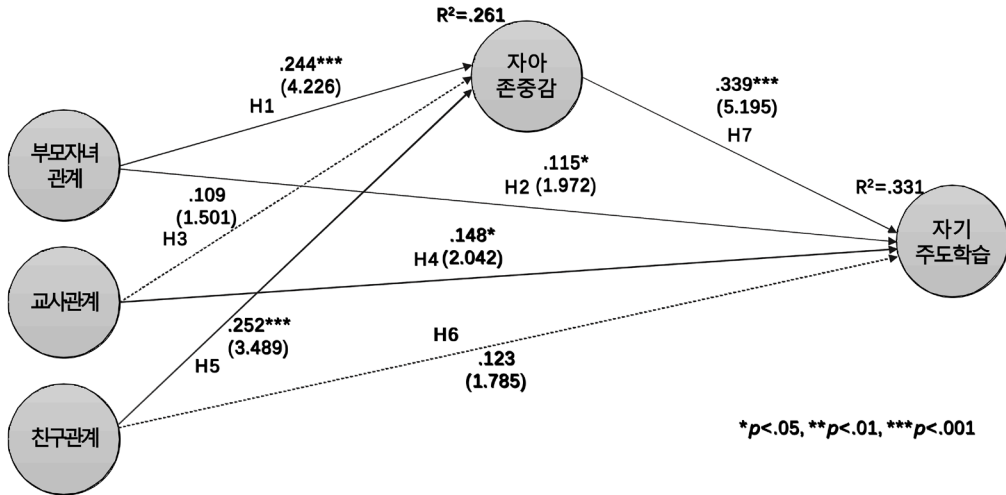 R²=.261
자아
존중감
.244***
(4.226)
H1
.339***
(5.195)
H7
부모자녀
관계
.115*
H2 (1.972)
R²=.331
자기
주도학습
.109
(1.501)
H3
.148*
H4 (2.042)
교사관계
.252***
(3.489)
H5
H6
.123
(1.785)
친구관계
*p<.05, **p<.01, ***p<.001